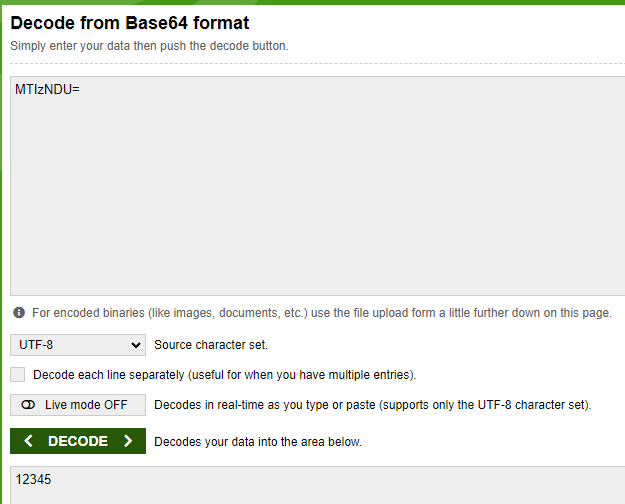 Decode from Base64 format
Simply enter your data then push the decode button.
MTIzNDU=
For encoded binaries (like images, documents, etc.) use the file upload form a little further down on this page.
UTF-8 Source character set.
Decode each line separately (useful for when you have multiple entries).
Live mode OFF Decodes in real-time as you type or paste (supports only the UTF-8 character set).
DECODE Decodes your data into the area below.
12345